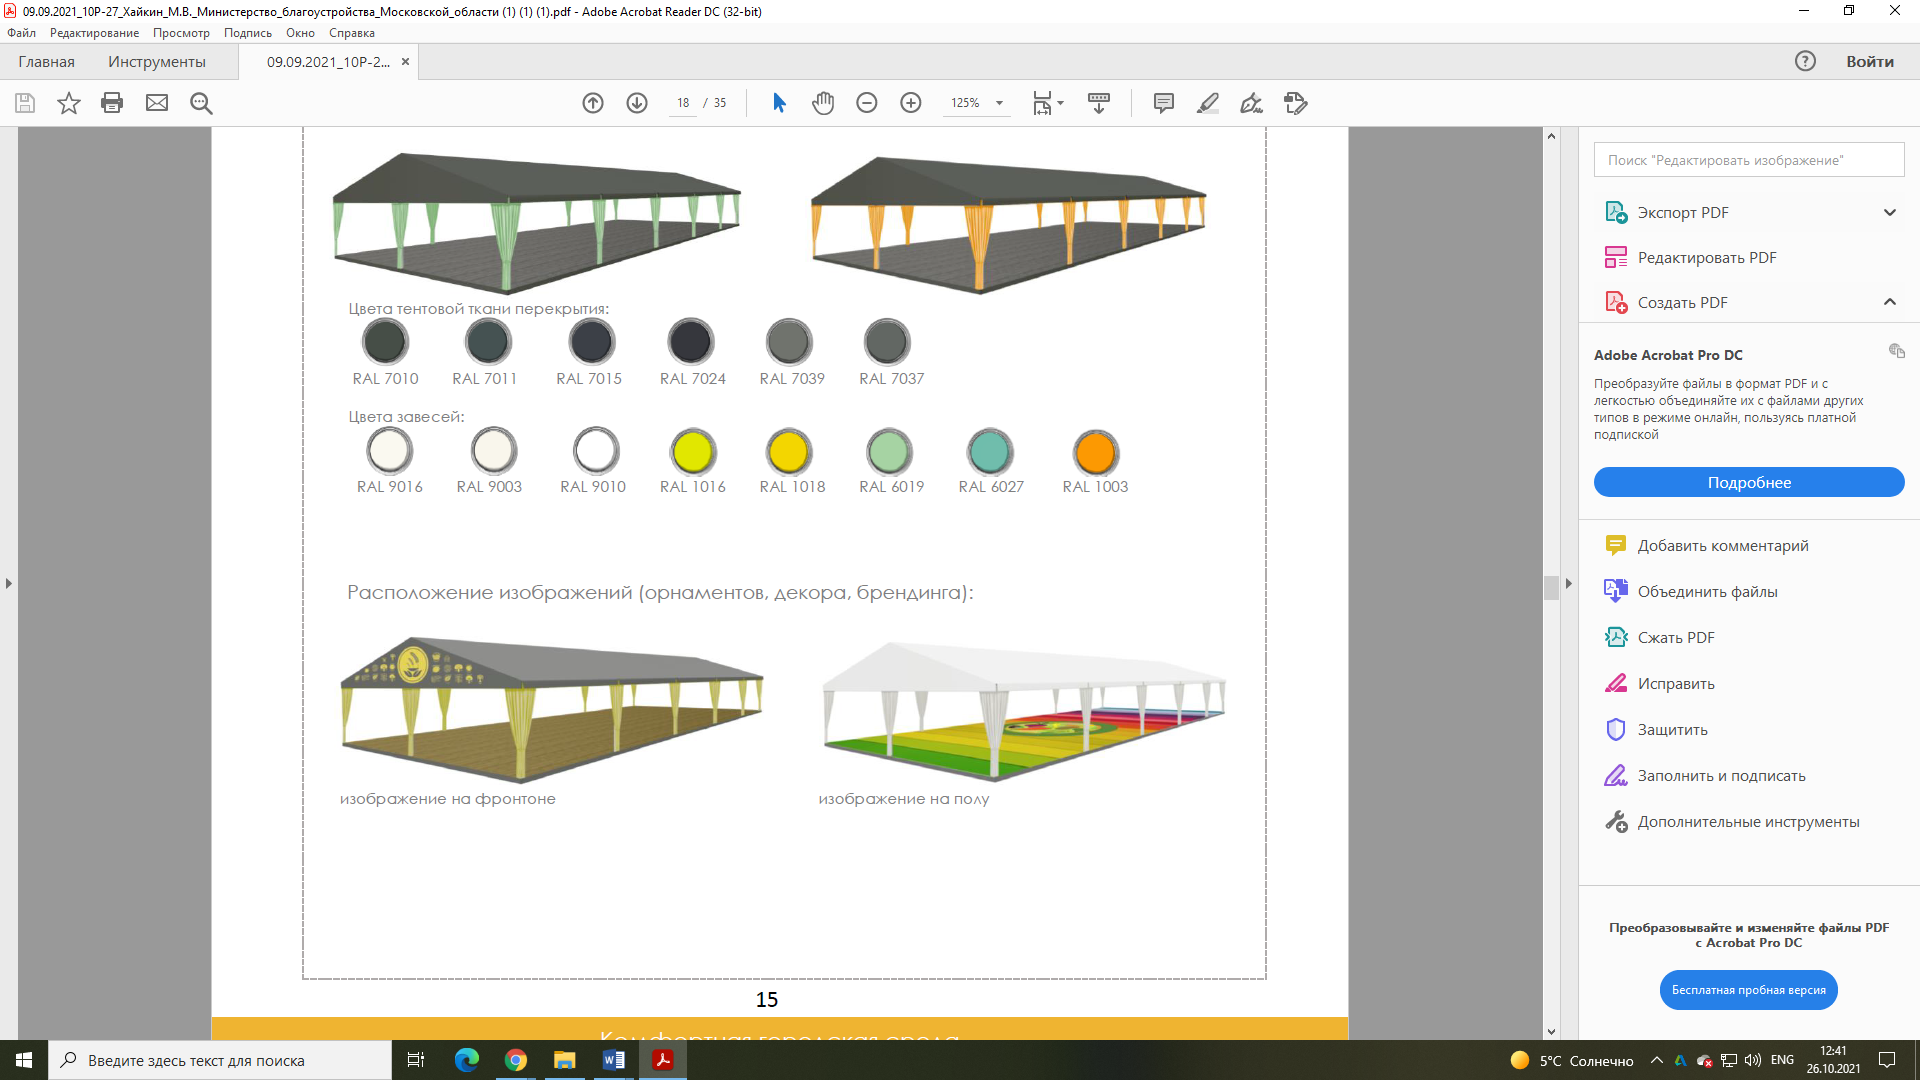 09.09.2021_10Р-27_Хайкин_М.В._Министерство_благоустройства_Московской_области (1) (1) (1).pdf - Adobe Acrobat Reader DC (32-bit)
Файл Редактирование Просмотр Подпись Окно Справка
Главная Инструменты 09.09.2021_10Р-2... × Войти
18 / 35 125%
Поиск "Редактировать изображение"
Экспорт PDF
Редактировать PDF
Создать PDF
Adobe Acrobat Pro DC
Преобразуйте файлы в формат PDF и с
легкостью объединяйте их с файлами других
типов в режиме онлайн, пользуясь платной
подпиской
Подробнее
Добавить комментарий
Объединить файлы
Сжать PDF
Исправить
Защитить
Заполнить и подписать
Дополнительные инструменты
Преобразовывайте и изменяйте файлы PDF
с Acrobat Pro DC
Бесплатная пробная версия
Цвета тентовой ткани перекрытия:
RAL 7010 RAL 7011 RAL 7015 RAL 7024 RAL 7039 RAL 7037
Цвета завесей:
RAL 9016 RAL 9003 RAL 9010 RAL 1016 RAL 1018 RAL 6019 RAL 6027 RAL 1003
Расположение изображений (орнаментов, декора, брендинга):
изображение на фронтоне изображение на полу
15
Комфортная городская среда
Введите здесь текст для поиска
5°C Солнечно ENG 12:41
26.10.2021